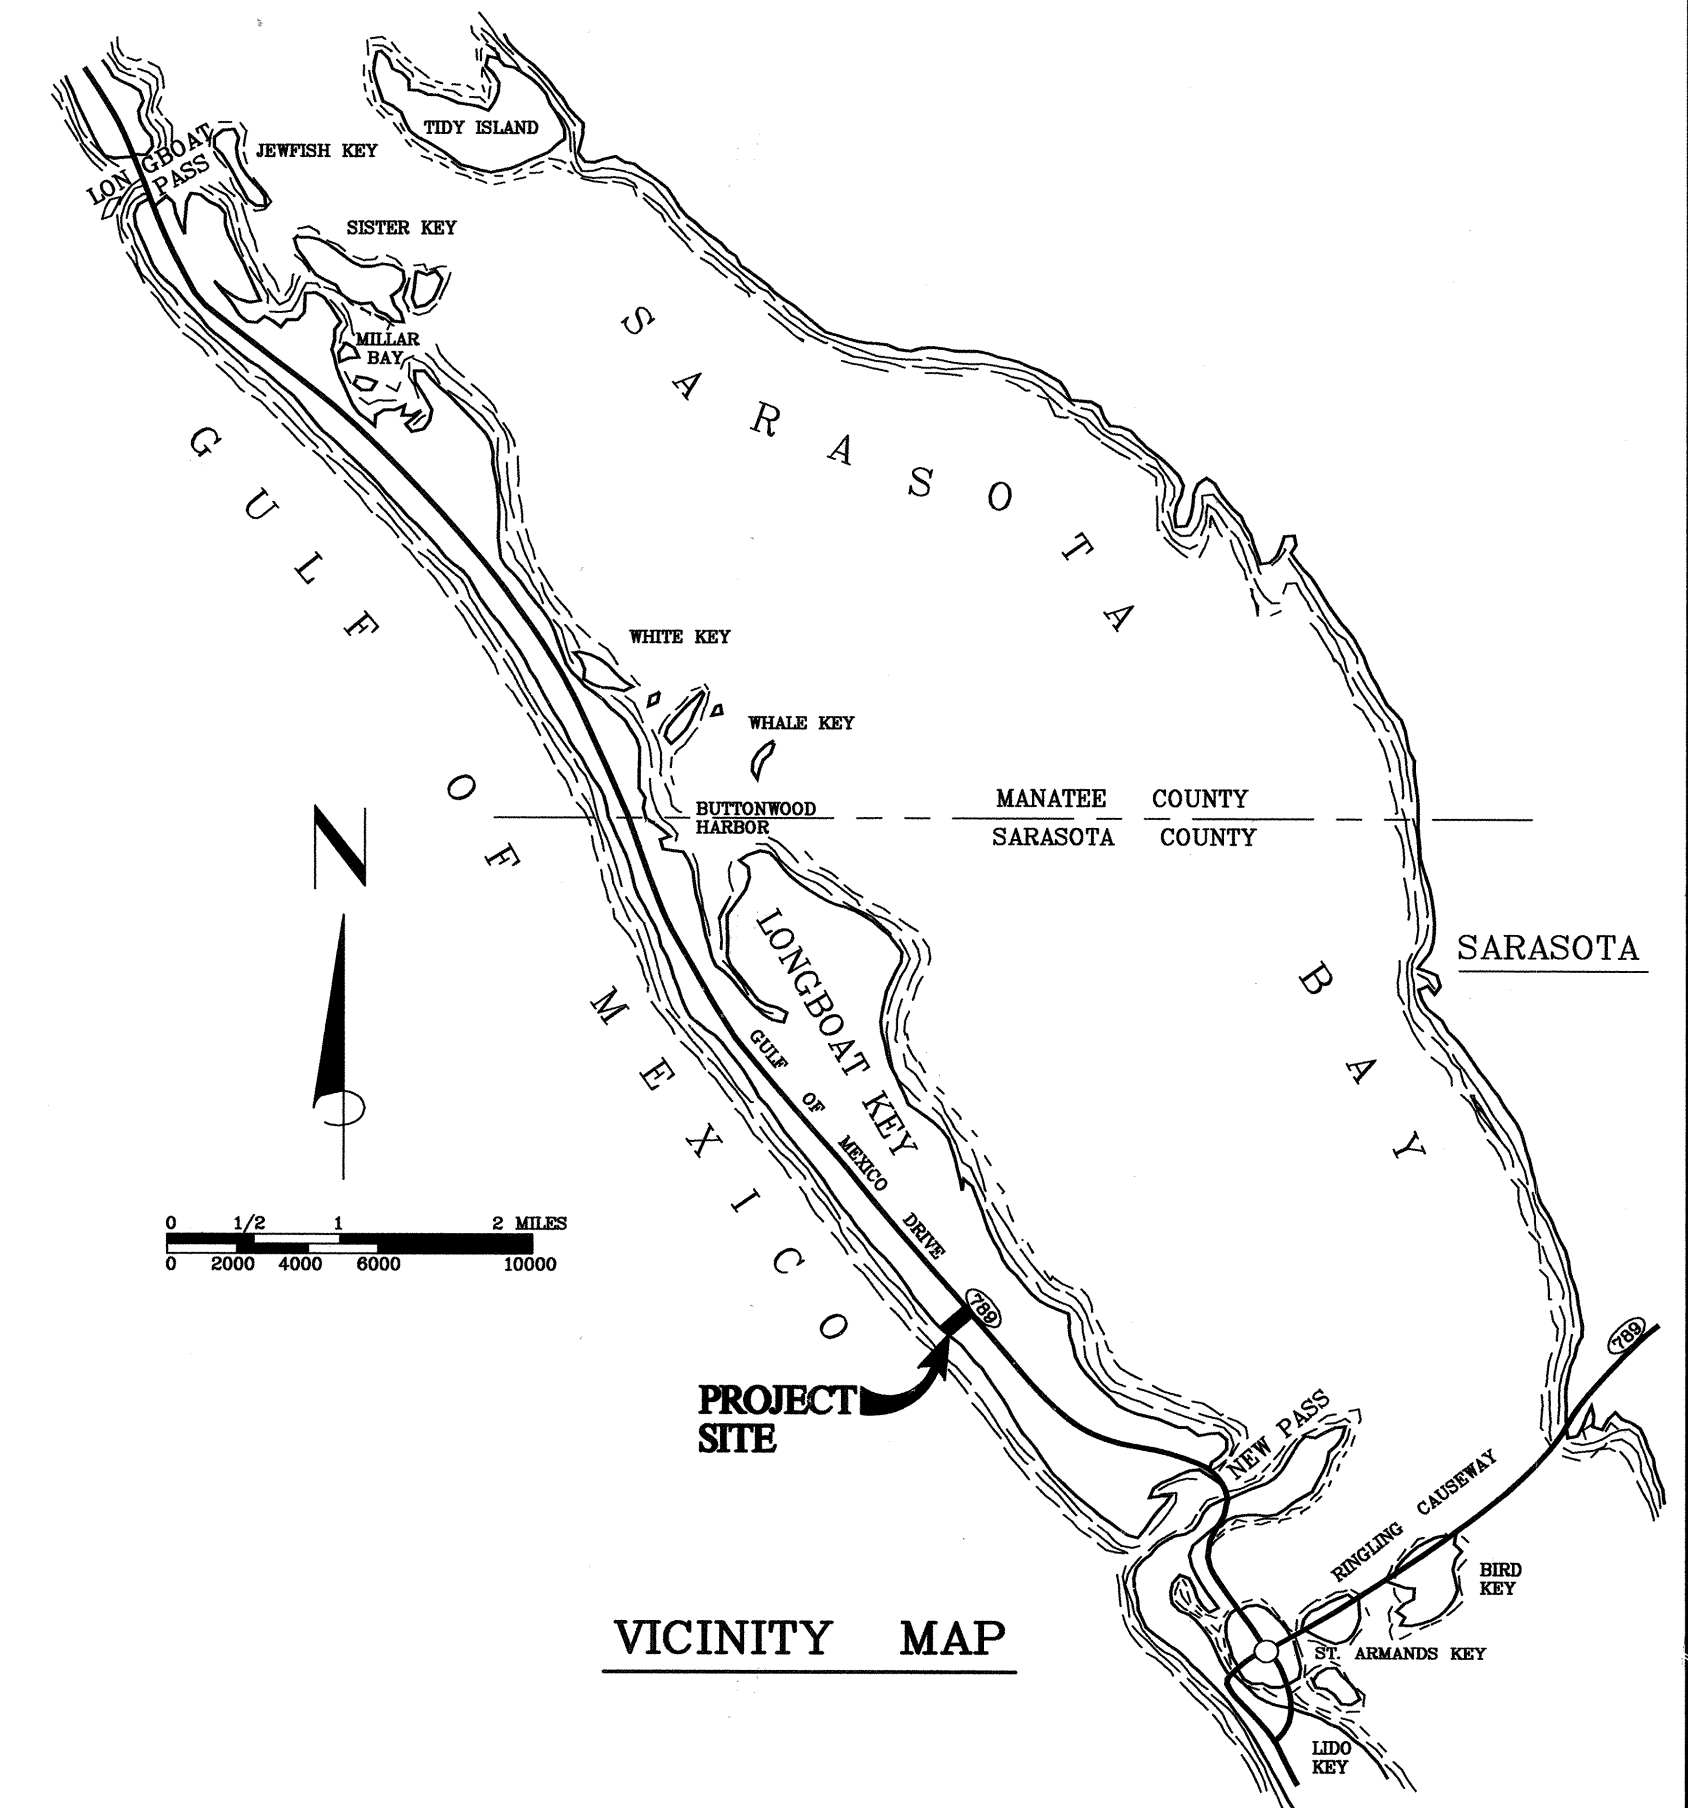 TIDY ISLAND
JEWFISH KEY
LONGBOAT
PASS
SISTER KEY
MILLAR
BAY
SARASOTA
BAY
GULF OF MEXICO
WHITE KEY
WHALE KEY
BUTTONWOOD
HARBOR
MANATEE COUNTY
SARASOTA COUNTY
SARASOTA
N
LONGBOAT KEY
GULF OF MEXICO DRIVE
0 1/2 1 2 MILES
0 2000 4000 6000 10000
789
789
PROJECT
SITE
NEW PASS
RINGLING CAUSEWAY
BIRD
KEY
ST. ARMANDS KEY
LIDO
KEY
VICINITY MAP